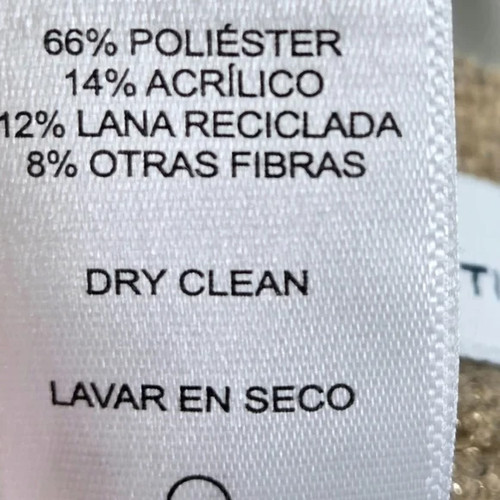 66% POLIÉSTER
14% ACRÍLICO
12% LANA RECICLADA
8% OTRAS FIBRAS
DRY CLEAN
LAVAR EN SECO